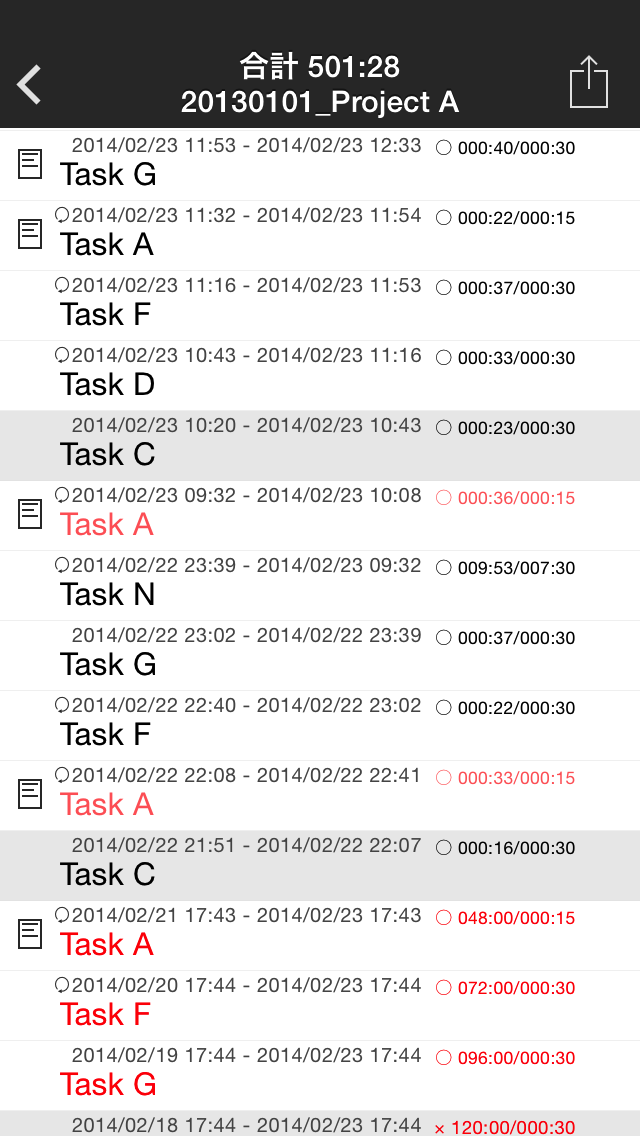 合計 501:28
20130101_Project A
2014/02/23 11:53 - 2014/02/23 12:33 ○ 000:40/000:30
Task G
2014/02/23 11:32 - 2014/02/23 11:54 ○ 000:22/000:15
Task A
2014/02/23 11:16 - 2014/02/23 11:53 ○ 000:37/000:30
Task F
2014/02/23 10:43 - 2014/02/23 11:16 ○ 000:33/000:30
Task D
2014/02/23 10:20 - 2014/02/23 10:43 ○ 000:23/000:30
Task C
2014/02/23 09:32 - 2014/02/23 10:08 ○ 000:36/000:15
Task A
2014/02/22 23:39 - 2014/02/23 09:32 ○ 009:53/007:30
Task N
2014/02/22 23:02 - 2014/02/22 23:39 ○ 000:37/000:30
Task G
2014/02/22 22:40 - 2014/02/22 23:02 ○ 000:22/000:30
Task F
2014/02/22 22:08 - 2014/02/22 22:41 ○ 000:33/000:15
Task A
2014/02/22 21:51 - 2014/02/22 22:07 ○ 000:16/000:30
Task C
2014/02/21 17:43 - 2014/02/23 17:43 ○ 048:00/000:15
Task A
2014/02/20 17:44 - 2014/02/23 17:44 ○ 072:00/000:30
Task F
2014/02/19 17:44 - 2014/02/23 17:44 ○ 096:00/000:30
Task G
2014/02/18 17:44 - 2014/02/23 17:44 × 120:00/000:30